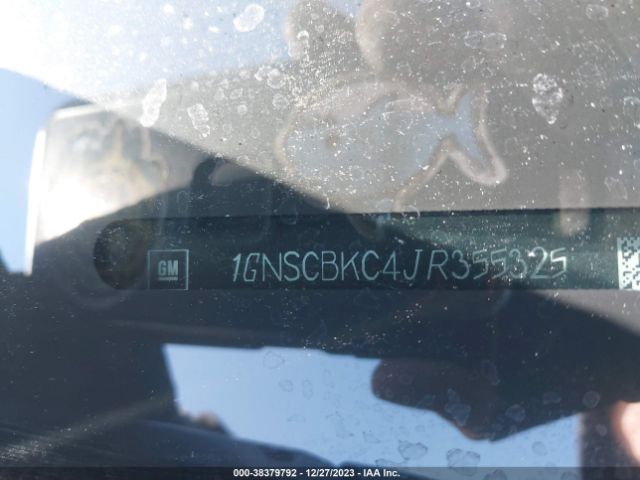 GM
1GNSCBKC4JR355325
000-38379792 - 12/27/2023 - IAA Inc.